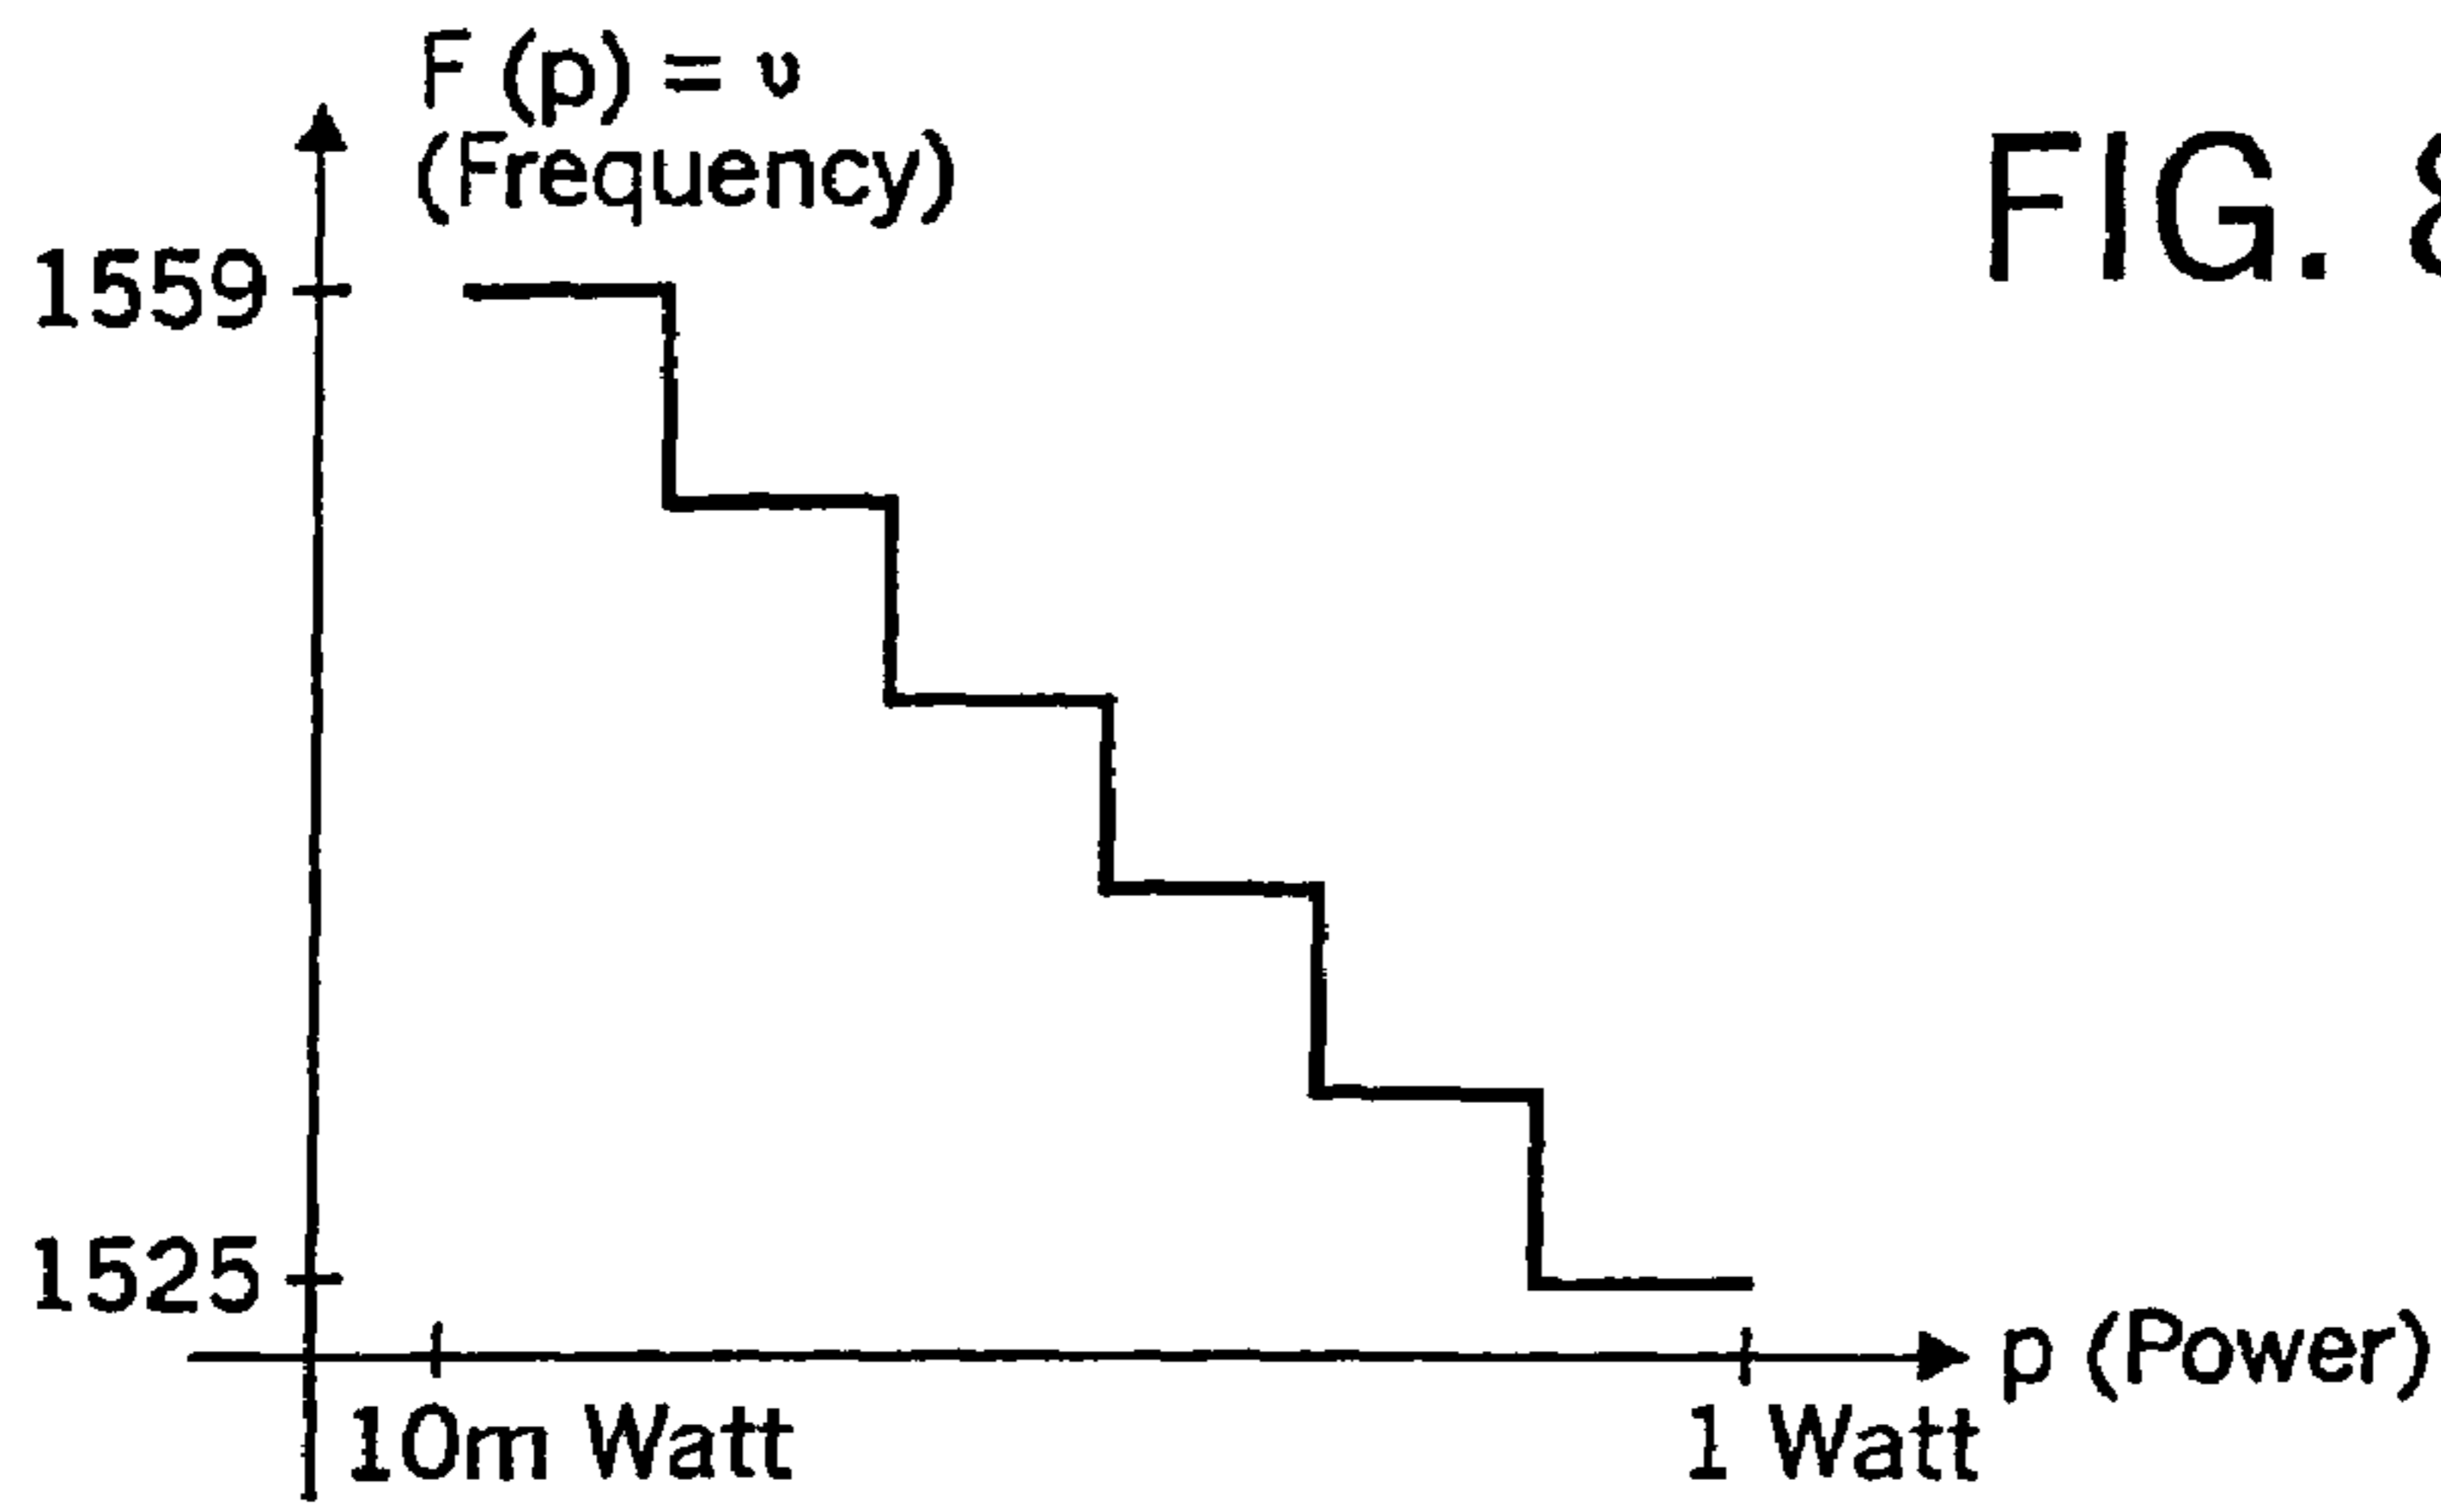 F (p) = υ
(Frequency)
FIG. 8
1559
1525
p (Power)
10m Watt
1 Watt